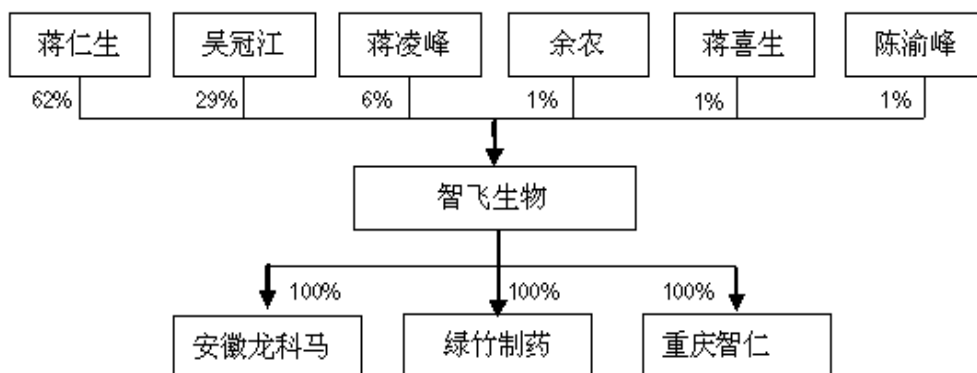 蒋仁生 吴冠江 蒋凌峰 余农 蒋喜生 陈渝峰
62% 29% 6% 1% 1% 1%
智飞生物
100% 100% 100%
安徽龙科马 绿竹制药 重庆智仁